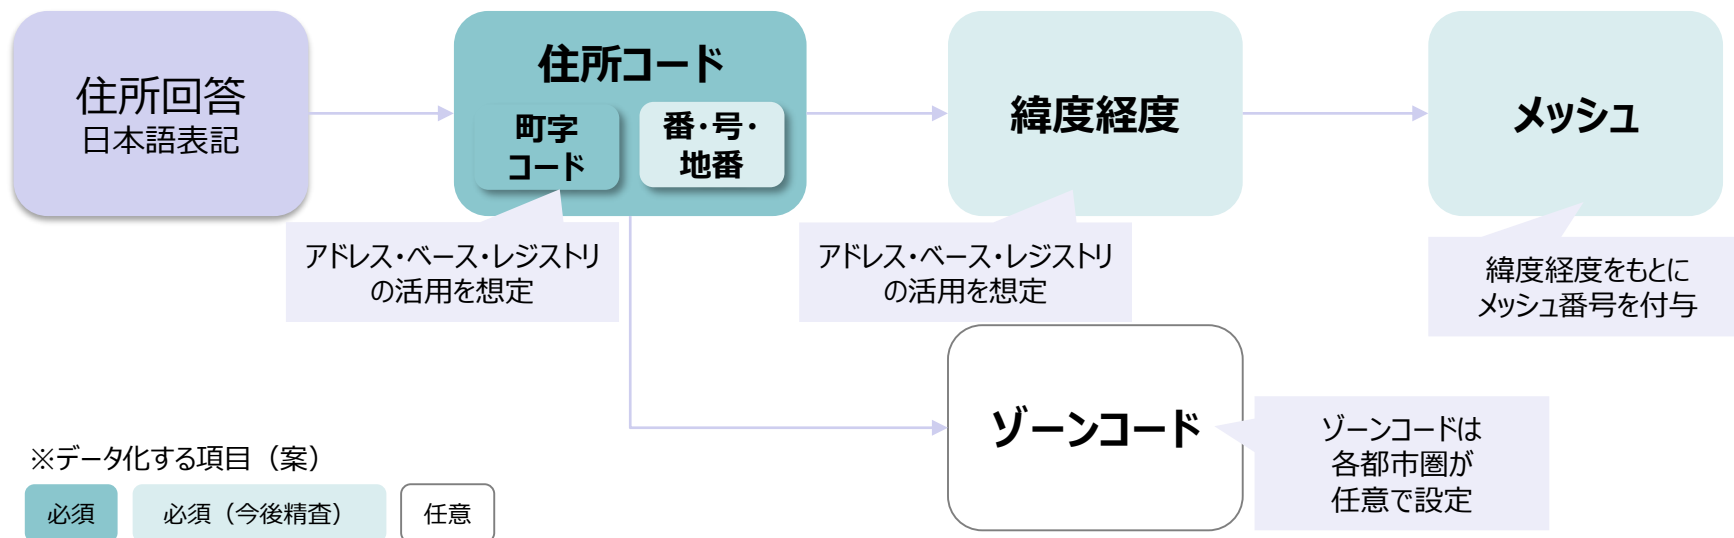 住所回答
日本語表記
住所コード
町字
コード
番・号・
地番
緯度経度
メッシュ
アドレス・ベース・レジストリ
の活用を想定
アドレス・ベース・レジストリ
の活用を想定
緯度経度をもとに
メッシュ番号を付与
ゾーンコード
ゾーンコードは
各都市圏が
任意で設定
※データ化する項目（案）
必須
必須（今後精査）
任意